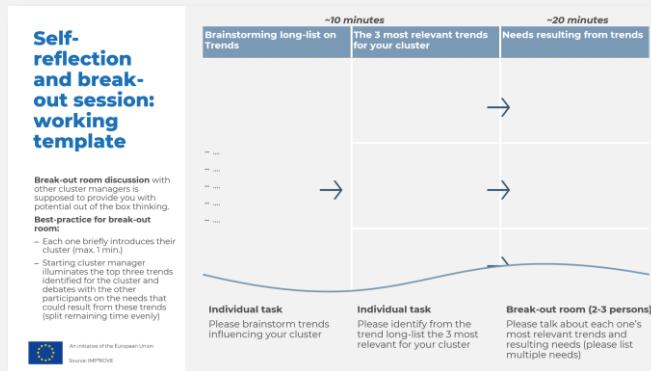 Self-
reflection
and break-
out session:
working
template
Break-out room discussion with
other cluster managers is
supposed to provide you with
potential out of the box thinking.
Best-practice for break-out
room:
– Each one briefly introduces their
cluster (max. 1 min.)
– Starting cluster manager
illuminates the top three trends
identified for the cluster and
debates with the other
participants on the needs that
could result from these trends
(split remaining time evenly)
An initiative of the European Union
Source: IMP3ROVE
~10 minutes
~20 minutes
Brainstorming long-list on
Trends
The 3 most relevant trends
for your cluster
Needs resulting from trends
– ....
– ....
– ....
– ....
– ....
Individual task
Please brainstorm trends
influencing your cluster
Individual task
Please identify from the
trend long-list the 3 most
relevant for your cluster
Break-out room (2-3 persons)
Please talk about each one's
most relevant trends and
resulting needs (please list
multiple needs)